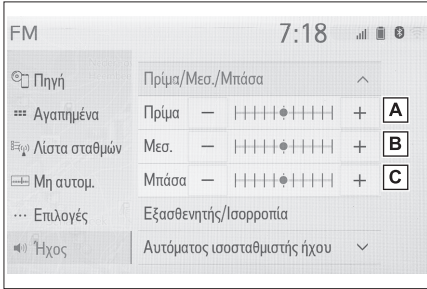 FM 7:18
Πηγή
Αγαπημένα
Λίστα σταθμών
Μη αυτομ.
Επιλογές
Ήχος
Πρίμα/Μεσ./Μπάσα
Πρίμα − + A
Μεσ. − + B
Μπάσα − + C
Εξασθενητής/Ισορροπία
Αυτόματος ισοσταθμιστής ήχου